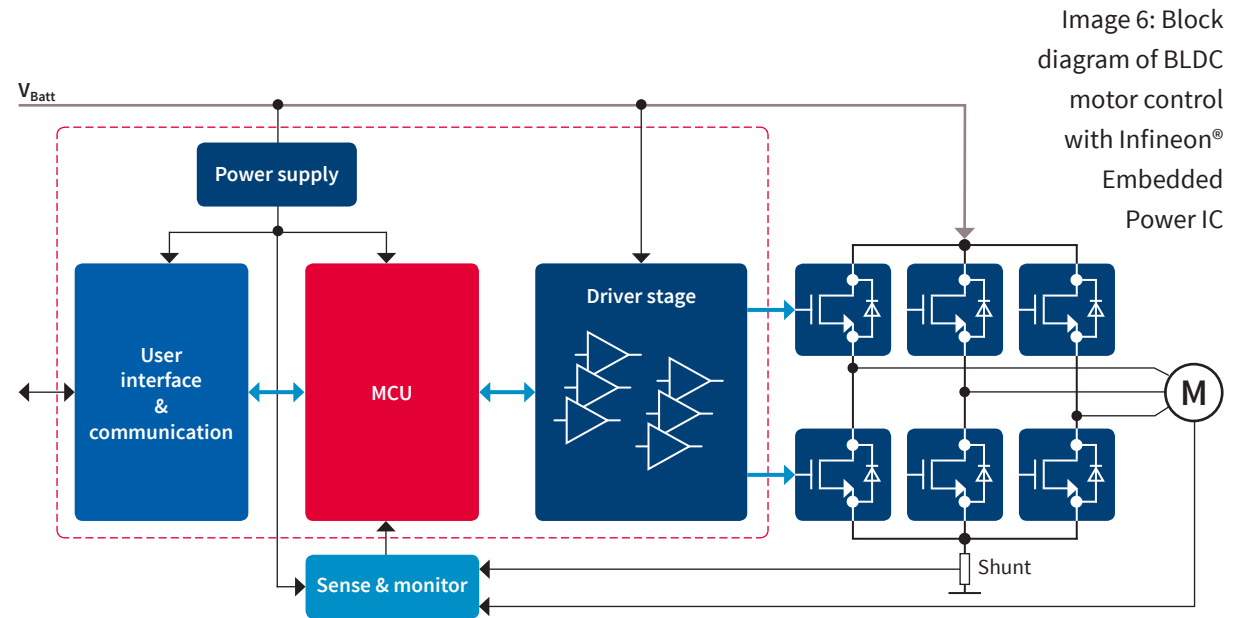 Image 6: Block
diagram of BLDC
motor control
with Infineon®
Embedded
Power IC
VBatt
Power supply
User
interface
&
communication
MCU
Driver stage
M
Shunt
Sense & monitor